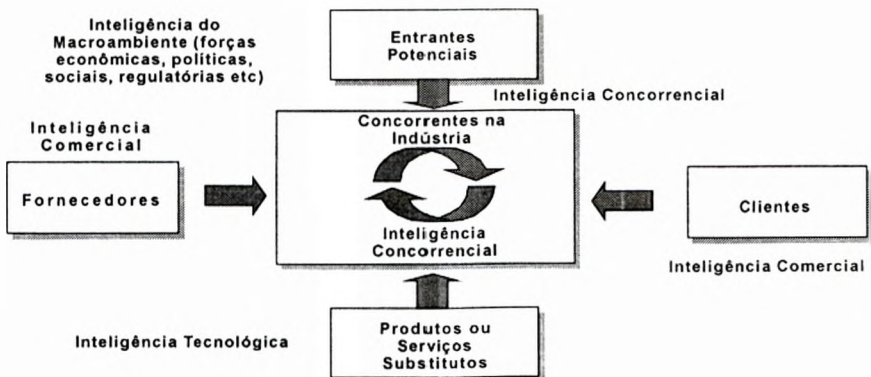 Inteligência do
Macroambiente (forças
econômicas, políticas,
sociais, regulatórias etc)
Entrantes
Potenciais
Inteligência Concorrencial
Inteligência
Comercial
Fornecedores
Concorrentes na
Indústria
Inteligência
Concorrencial
Clientes
Inteligência Comercial
Inteligência Tecnológica
Produtos ou
Serviços
Substitutos